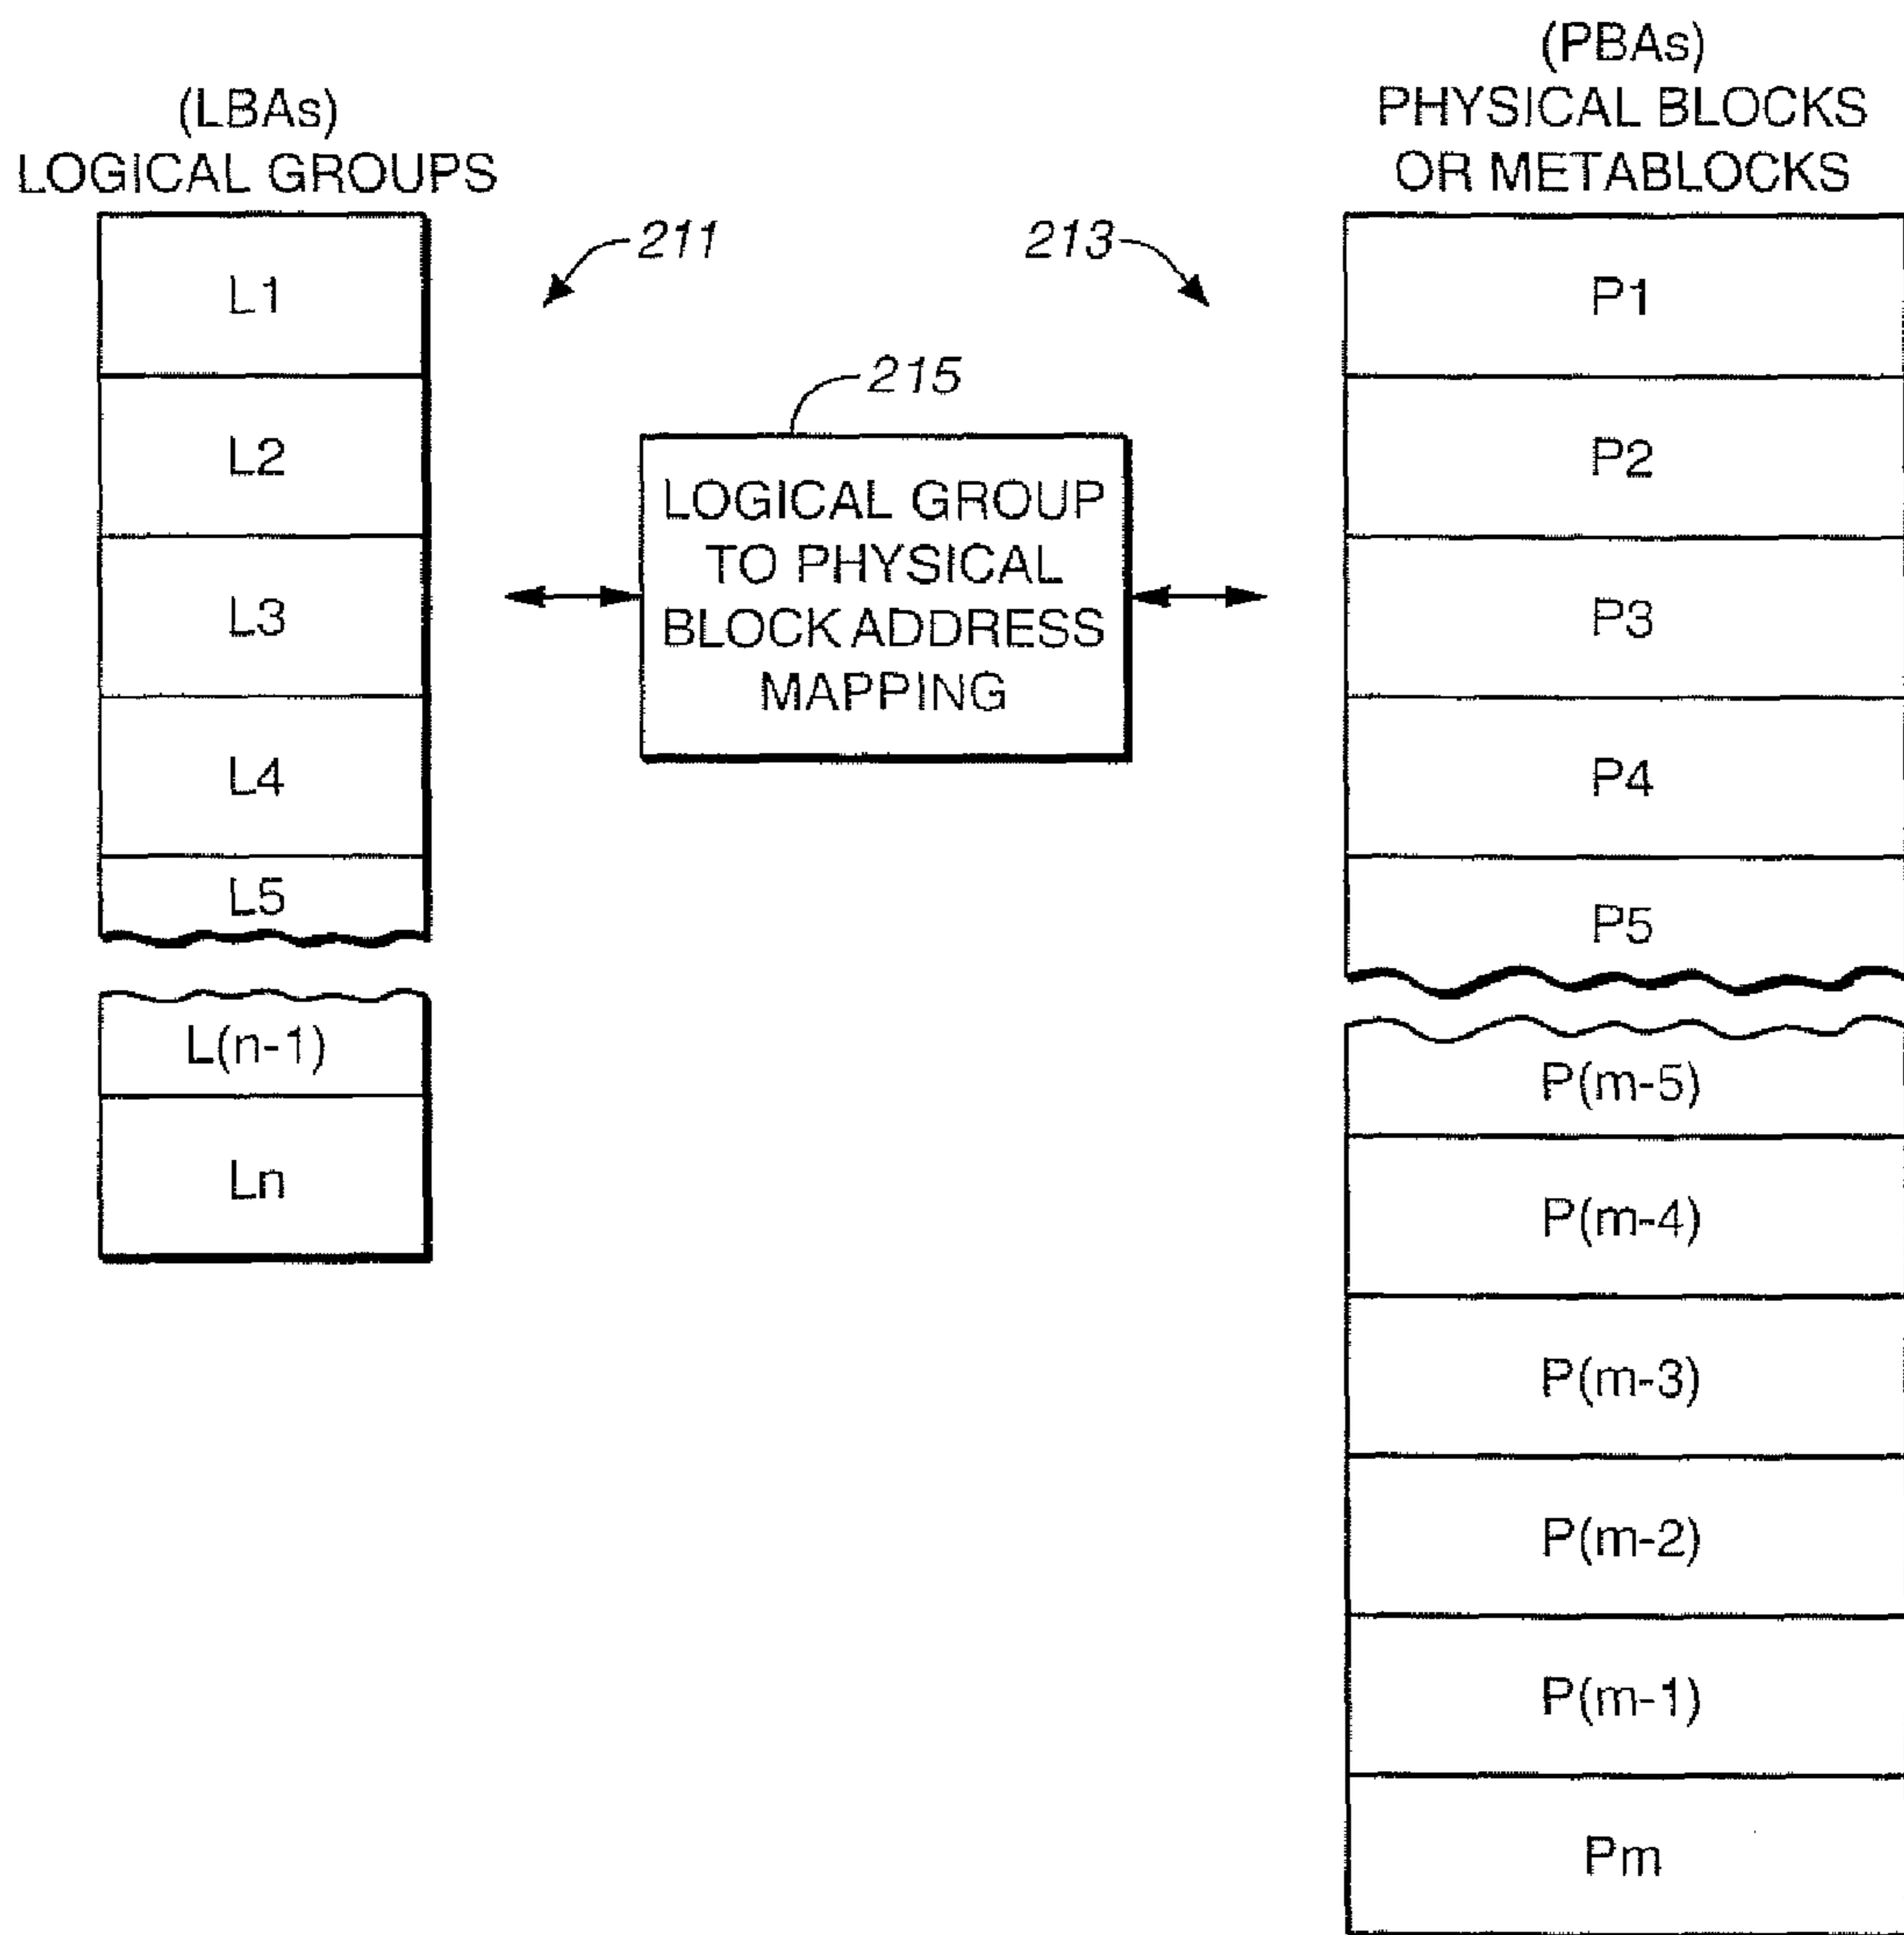 (LBAs)
LOGICAL GROUPS
L1
L2
L3
L4
L5
L(n-1)
Ln
211
213
215
LOGICAL GROUP
TO PHYSICAL
BLOCK ADDRESS
MAPPING
(PBAs)
PHYSICAL BLOCKS
OR METABLOCKS
P1
P2
P3
P4
P5
P(m-5)
P(m-4)
P(m-3)
P(m-2)
P(m-1)
Pm